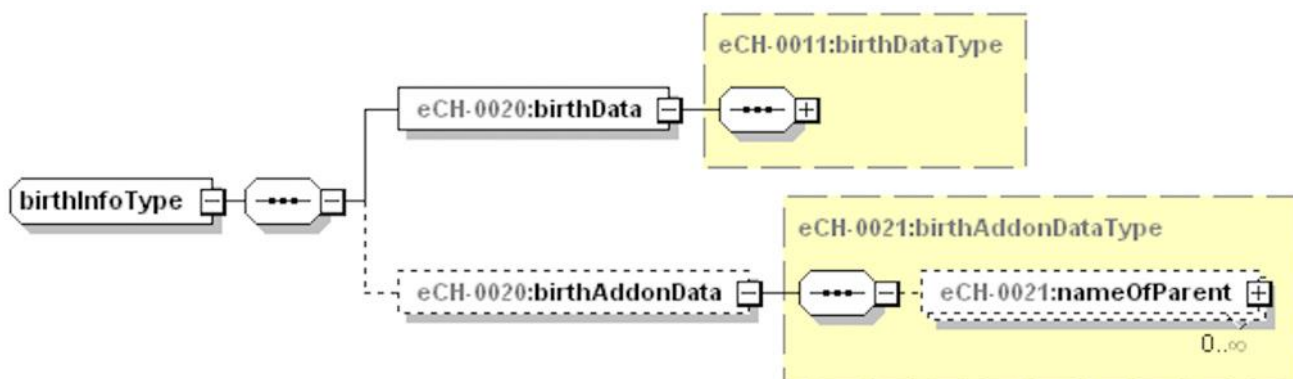 eCH-0011:birthDataType
eCH-0020:birthData
birthInfoType
eCH-0021:birthAddonDataType
eCH-0020:birthAddonData
eCH-0021:nameOfParent
0..∞